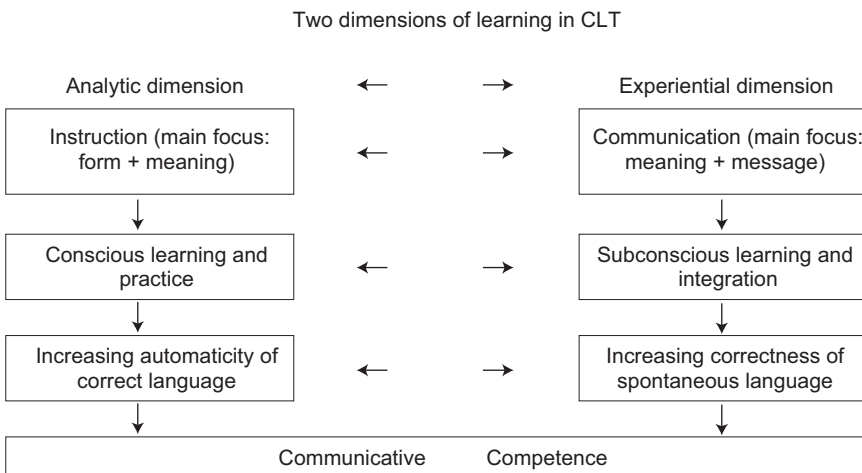 Two dimensions of learning in CLT
Analytic dimension
Experiential dimension
Instruction (main focus:
form + meaning)
Communication (main focus:
meaning + message)
Conscious learning and
practice
Subconscious learning and
integration
Increasing automaticity of
correct language
Increasing correctness of
spontaneous language
Communicative Competence